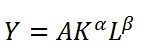 Y = AK^α L^β